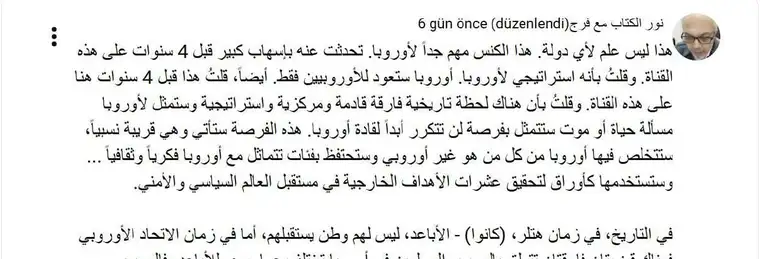 نور الكتاب مع فرج 6 gün önce (düzenlendi)
هذا ليس علم لأي دولة. هذا الكنس مهم جداً لأوروبا. تحدثت عنه بإسهاب كبير قبل 4 سنوات على هذه
القناة. وقلتُ بأنه استراتيجي لأوروبا. أوروبا ستعود للأوروبيين فقط. أيضاً، قلتُ هذا قبل 4 سنوات هنا
على هذه القناة. وقلتُ بأن هناك لحظة تاريخية فارقة قادمة ومركزية واستراتيجية وستمثل لأوروبا
مسألة حياة أو موت ستتمثل بفرصة لن تتكرر أبداً لقادة أوروبا. هذه الفرصة ستأتي وهي قريبة نسبياً،
ستتخلص فيها أوروبا من كل من هو غير أوروبي وستحتفظ بفئات تتماثل مع أوروبا فكرياً وثقافياً ...
وستستخدمها كأوراق لتحقيق عشرات الأهداف الخارجية في مستقبل العالم السياسي والأمني.
في التاريخ، في زمان هتلر، (كانوا) - الأباعد، ليس لهم وطن يستقبلهم، أما في زمان الاتحاد الأوروبي